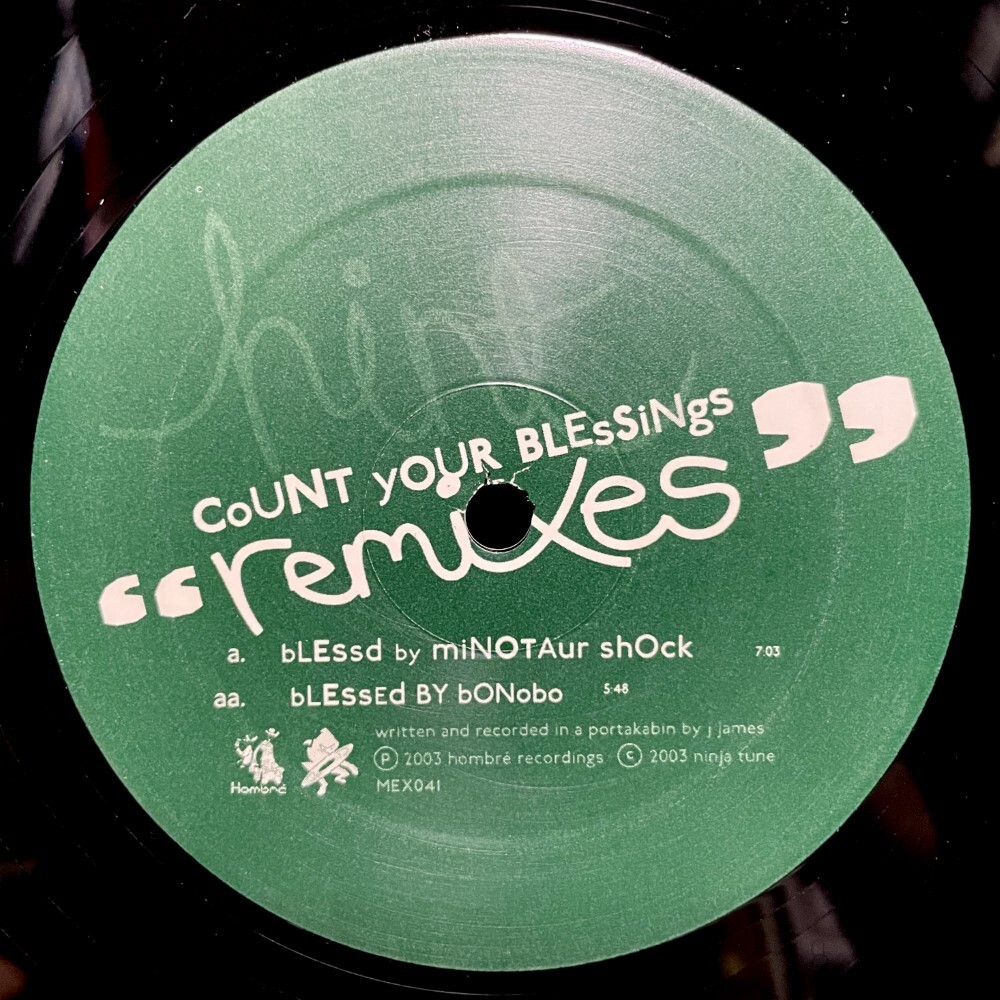 hint
CoUNT yOUR BLEsSiNgs
“remixes”
a. bLEssd by miNOTAur shOck 7:03
aa. bLEssEd BY bONobo 5:48
written and recorded in a portakabin by j james
Ⓟ 2003 hombré recordings © 2003 ninja tune
Hombré
MEX041